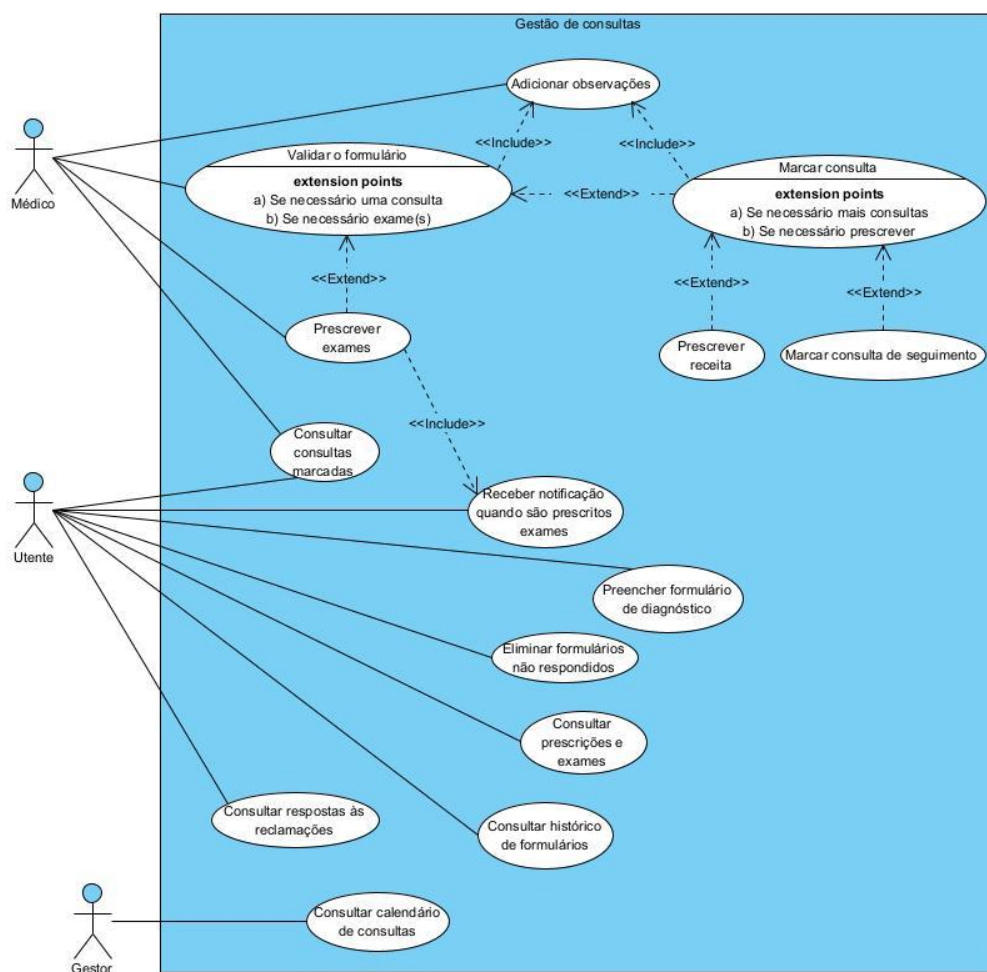 Gestão de consultas
Adicionar observações
<<Include>>
<<Include>>
Médico
Validar o formulário
extension points
a) Se necessário uma consulta
b) Se necessário exame(s)
<<Extend>>
Marcar consulta
extension points
a) Se necessário mais consultas
b) Se necessário prescrever
<<Extend>>
<<Extend>>
<<Extend>>
Prescrever
exames
Prescrever
receita
Marcar consulta de seguimento
<<Include>>
Consultar
consultas
marcadas
Utente
Receber notificação
quando são prescritos
exames
Preencher formulário
de diagnóstico
Eliminar formulários
não respondidos
Consultar
prescrições e
exames
Consultar respostas às
reclamações
Consultar histórico
de formulários
Gestor
Consultar calendário
de consultas